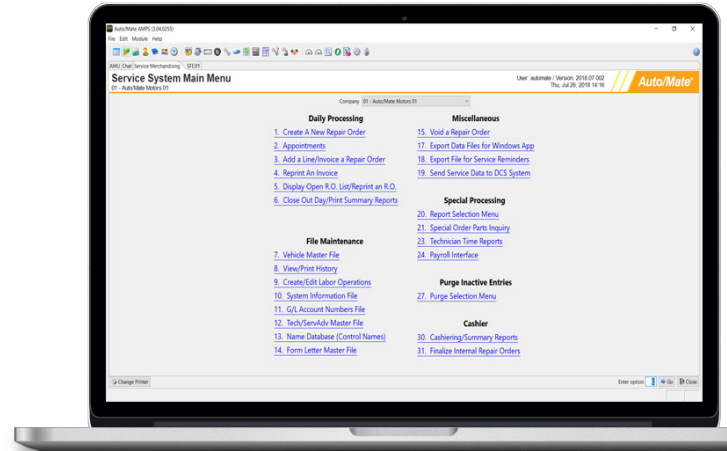 Auto/Mate AMPS (3.04.0255)
File Edit Module Help
AMU Chat Service Merchandising SFE01
Service System Main Menu
01 - Auto/Mate Motors 01
User: automate / Version: 2018.07.002
Thu, Jul 26, 2018 14:16
Auto/Mate
Company 01 - Auto/Mate Motors 01
Daily Processing
1. Create A New Repair Order
2. Appointments
3. Add a Line/Invoice a Repair Order
4. Reprint An Invoice
5. Display Open R.O. List/Reprint an R.O.
6. Close Out Day/Print Summary Reports
File Maintenance
7. Vehicle Master File
8. View/Print History
9. Create/Edit Labor Operations
10. System Information File
11. G/L Account Numbers File
12. Tech/ServAdv Master File
13. Name Database (Control Names)
14. Form Letter Master File
Miscellaneous
15. Void a Repair Order
17. Export Data Files for Windows App
18. Export File for Service Reminders
19. Send Service Data to DCS System
Special Processing
20. Report Selection Menu
21. Special Order Parts Inquiry
23. Technician Time Reports
24. Payroll Interface
Purge Inactive Entries
27. Purge Selection Menu
Cashier
30. Cashiering/Summary Reports
31. Finalize Internal Repair Orders
Change Printer
Enter option Go Close